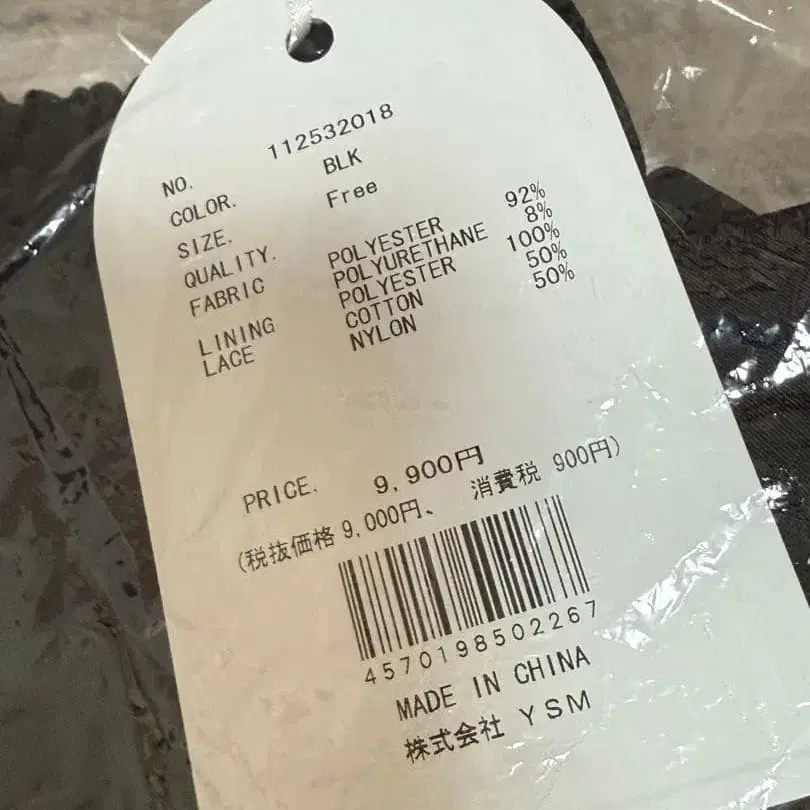 NO. 112532018
COLOR. BLK
SIZE. Free
QUALITY.
FABRIC POLYESTER 92%
POLYURETHANE 8%
LINING POLYESTER 100%
LACE COTTON 50%
NYLON 50%
PRICE. 9,900円
(税抜価格 9,000円、 消費税 900円)
4570198502267
MADE IN CHINA
株式会社 YSM